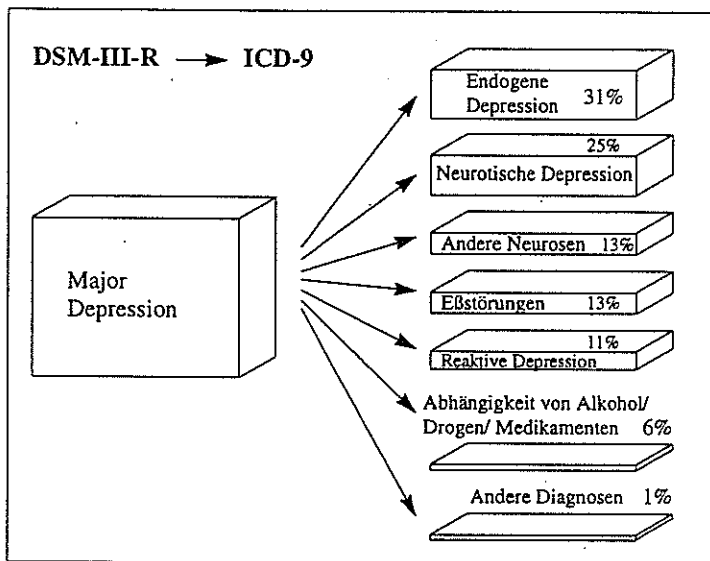 DSM-III-R → ICD-9
Major
Depression
Endogene
Depression 31%
25%
Neurotische Depression
Andere Neurosen 13%
Eßstörungen 13%
11%
Reaktive Depression
Abhängigkeit von Alkohol/
Drogen/ Medikamenten 6%
Andere Diagnosen 1%